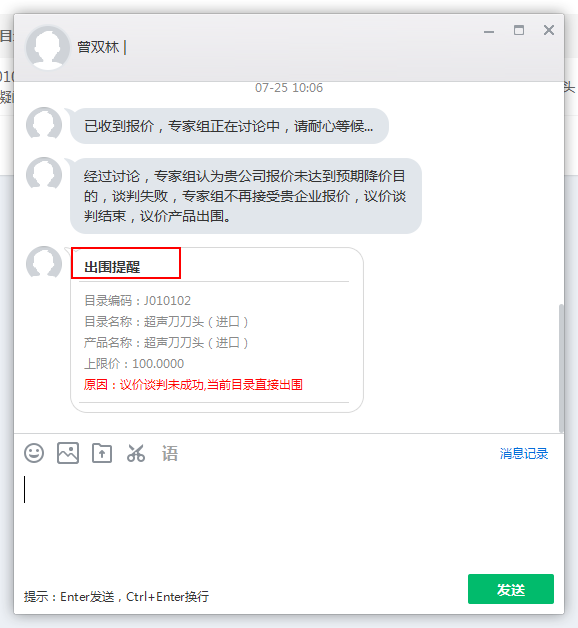 目
曾双林
07-25 10:06
已收到报价，专家组正在讨论中，请耐心等候...
经过讨论，专家组认为贵公司报价未达到预期降价目
的，谈判失败，专家组不再接受贵企业报价，议价谈
判结束，议价产品出围。
出围提醒
目录编码：J010102
目录名称：超声刀刀头（进口）
产品名称：超声刀刀头（进口）
上限价：100.0000
原因：议价谈判未成功,当前目录直接出围
语
消息记录
提示：Enter发送，Ctrl+Enter换行
发送